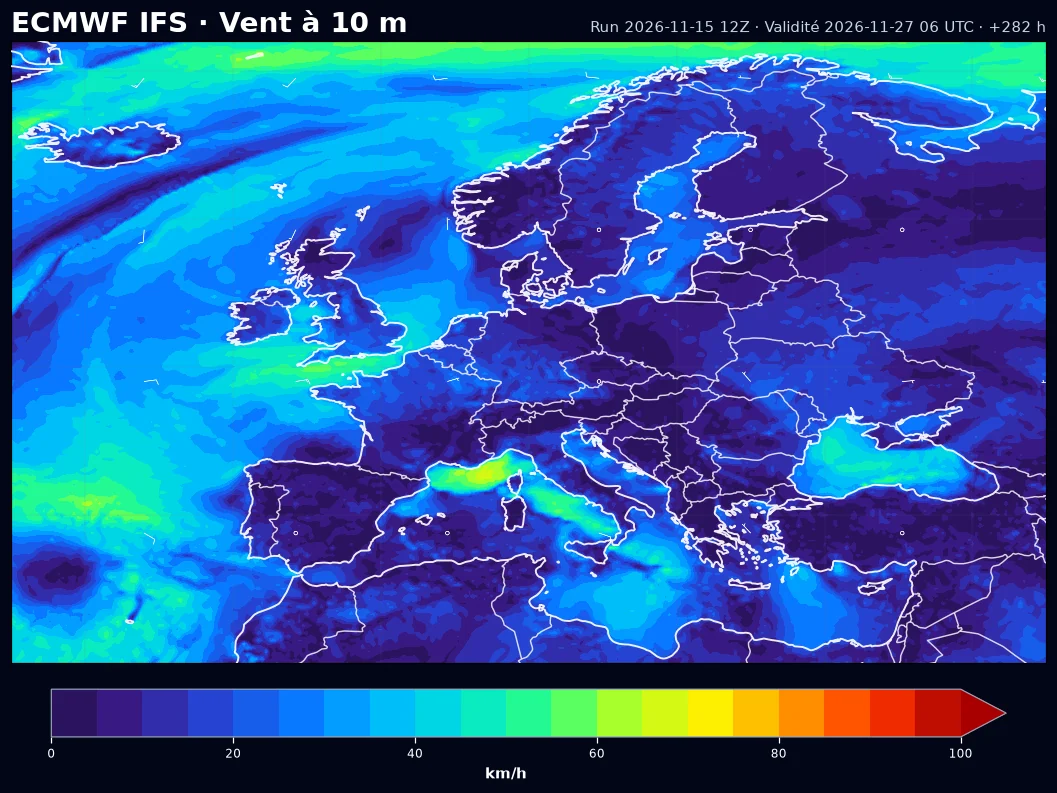 ECMWF IFS · Vent à 10 m
Run 2026-11-15 12Z · Validité 2026-11-27 06 UTC · +282 h
0 20 40 60 80 100
km/h